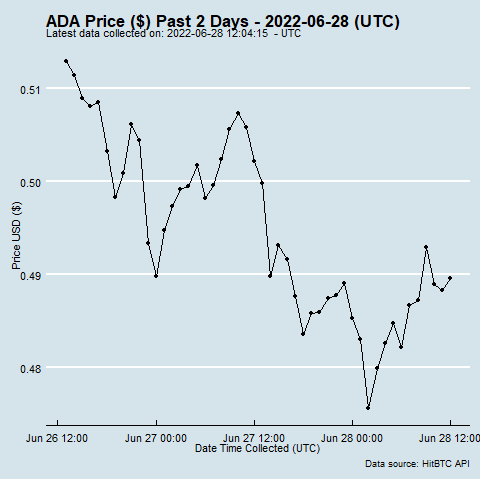 ADA Price ($) Past 2 Days - 2022-06-28 (UTC)
Latest data collected on: 2022-06-28 12:04:15 - UTC
0.51
0.50
0.49
0.48
Price USD ($)
Jun 26 12:00 Jun 27 00:00 Jun 27 12:00 Jun 28 00:00 Jun 28 12:00
Date Time Collected (UTC)
Data source: HitBTC API